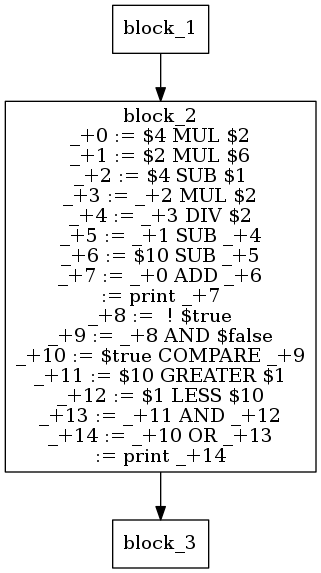 block_1
block_2
_+0 := $4 MUL $2
_+1 := $2 MUL $6
_+2 := $4 SUB $1
_+3 := _+2 MUL $2
_+4 := _+3 DIV $2
_+5 := _+1 SUB _+4
_+6 := $10 SUB _+5
_+7 := _+0 ADD _+6
:= print _+7
_+8 := ! $true
_+9 := _+8 AND $false
_+10 := $true COMPARE _+9
_+11 := $10 GREATER $1
_+12 := $1 LESS $10
_+13 := _+11 AND _+12
_+14 := _+10 OR _+13
:= print _+14
block_3